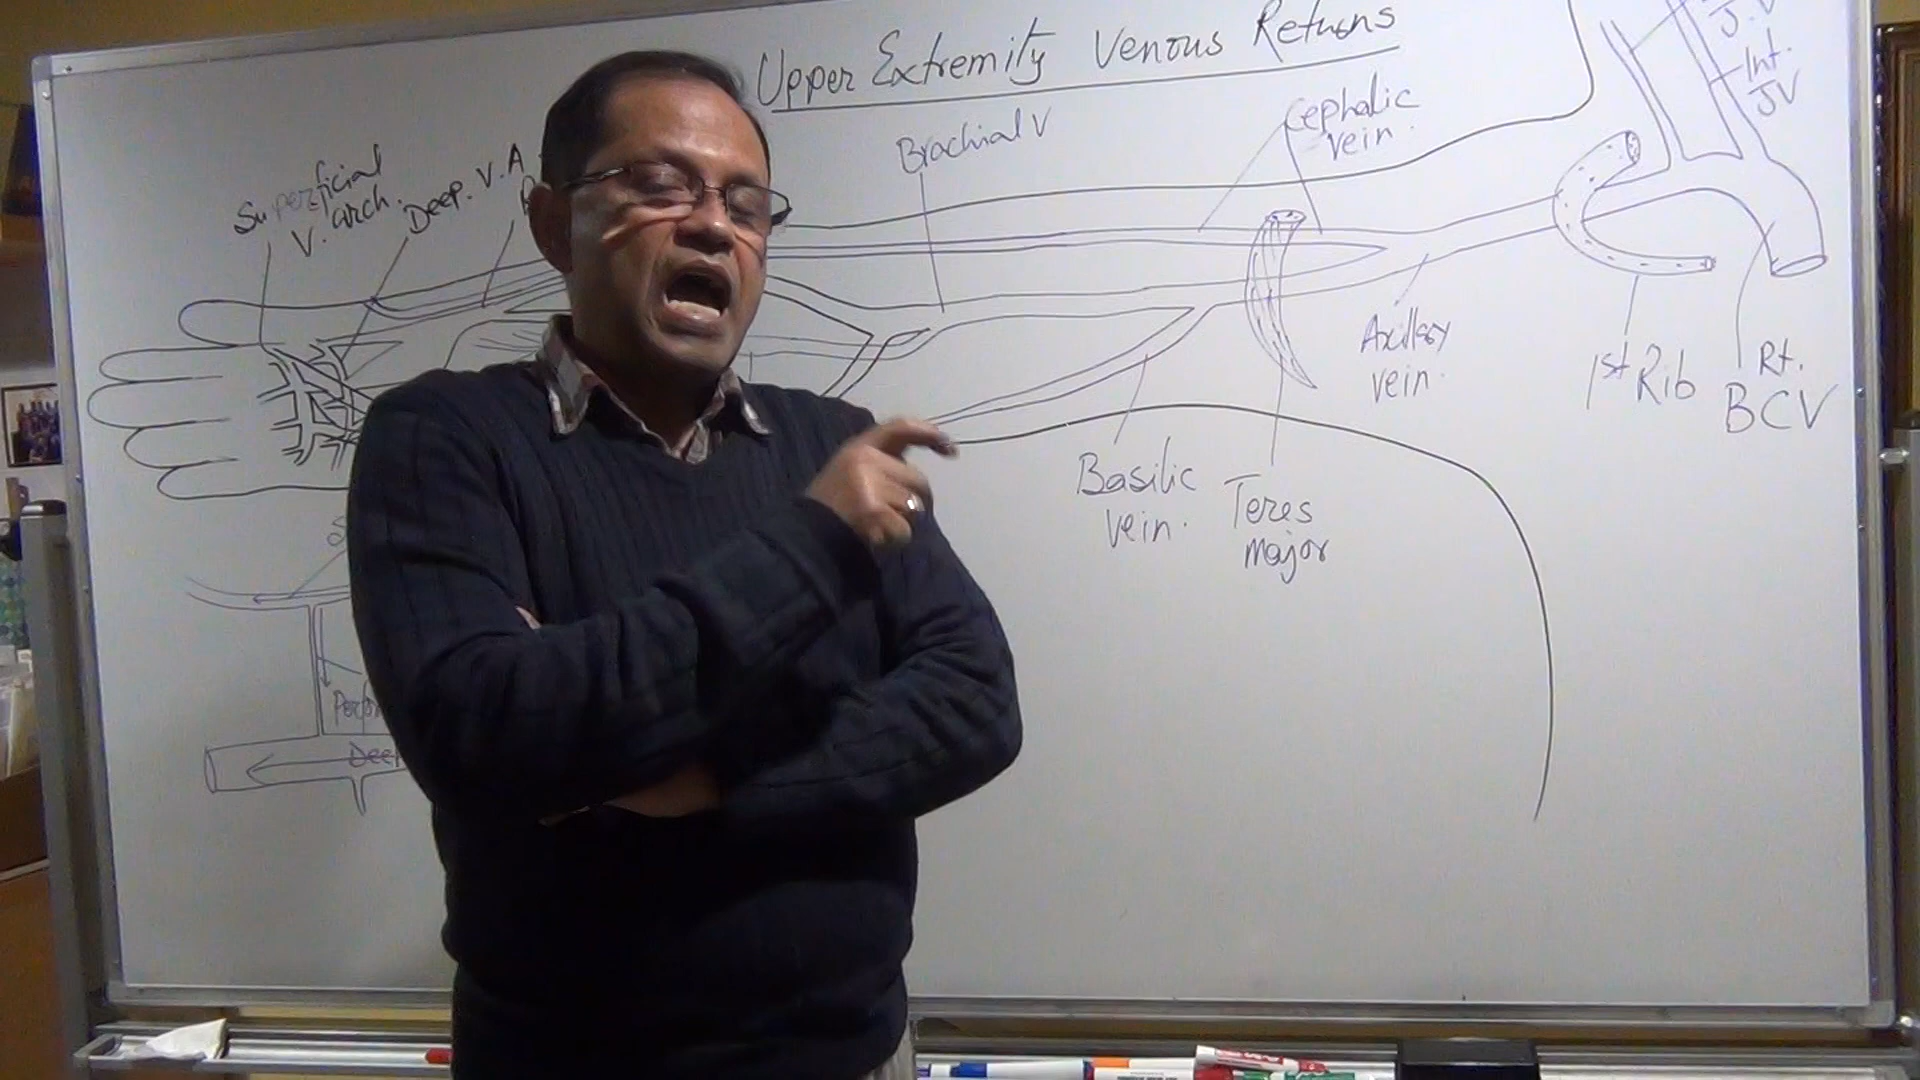 Upper Extremity Venous Returns
J.V
Int.
JV
Cephalic
vein.
Brachial V
Superficial
V. arch.
Deep. V. A
Axillary
vein.
1st Rib
Rt.
BCV
Basilic
vein.
Teres
major
Deep